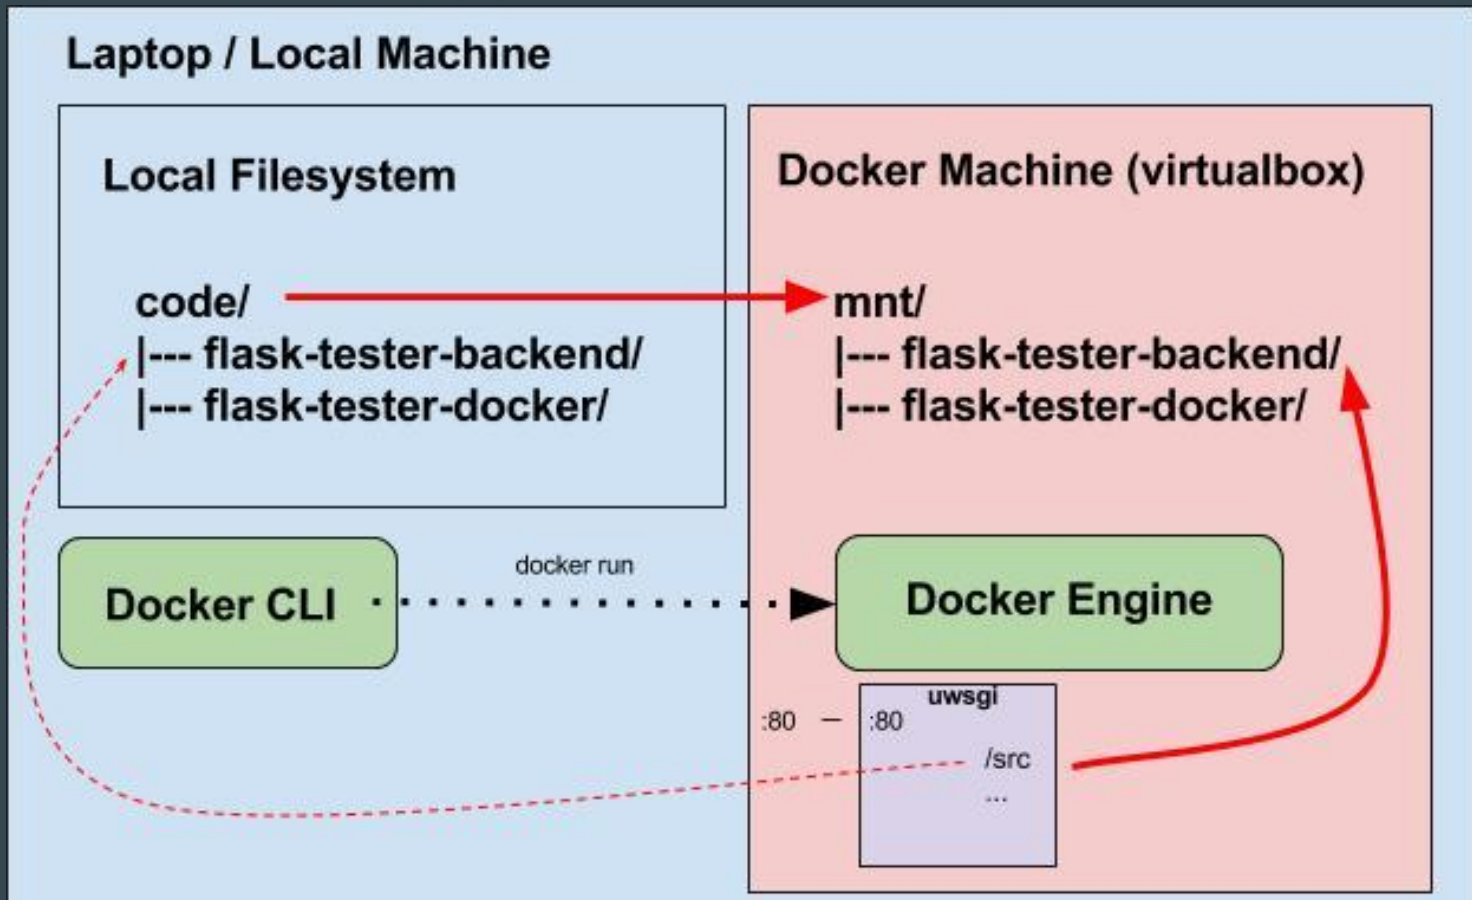 Laptop / Local Machine
Local Filesystem
code/
|--- flask-tester-backend/
|--- flask-tester-docker/
Docker Machine (virtualbox)
mnt/
|--- flask-tester-backend/
|--- flask-tester-docker/
Docker CLI
docker run
Docker Engine
uwsgi
:80 — :80
/src
...